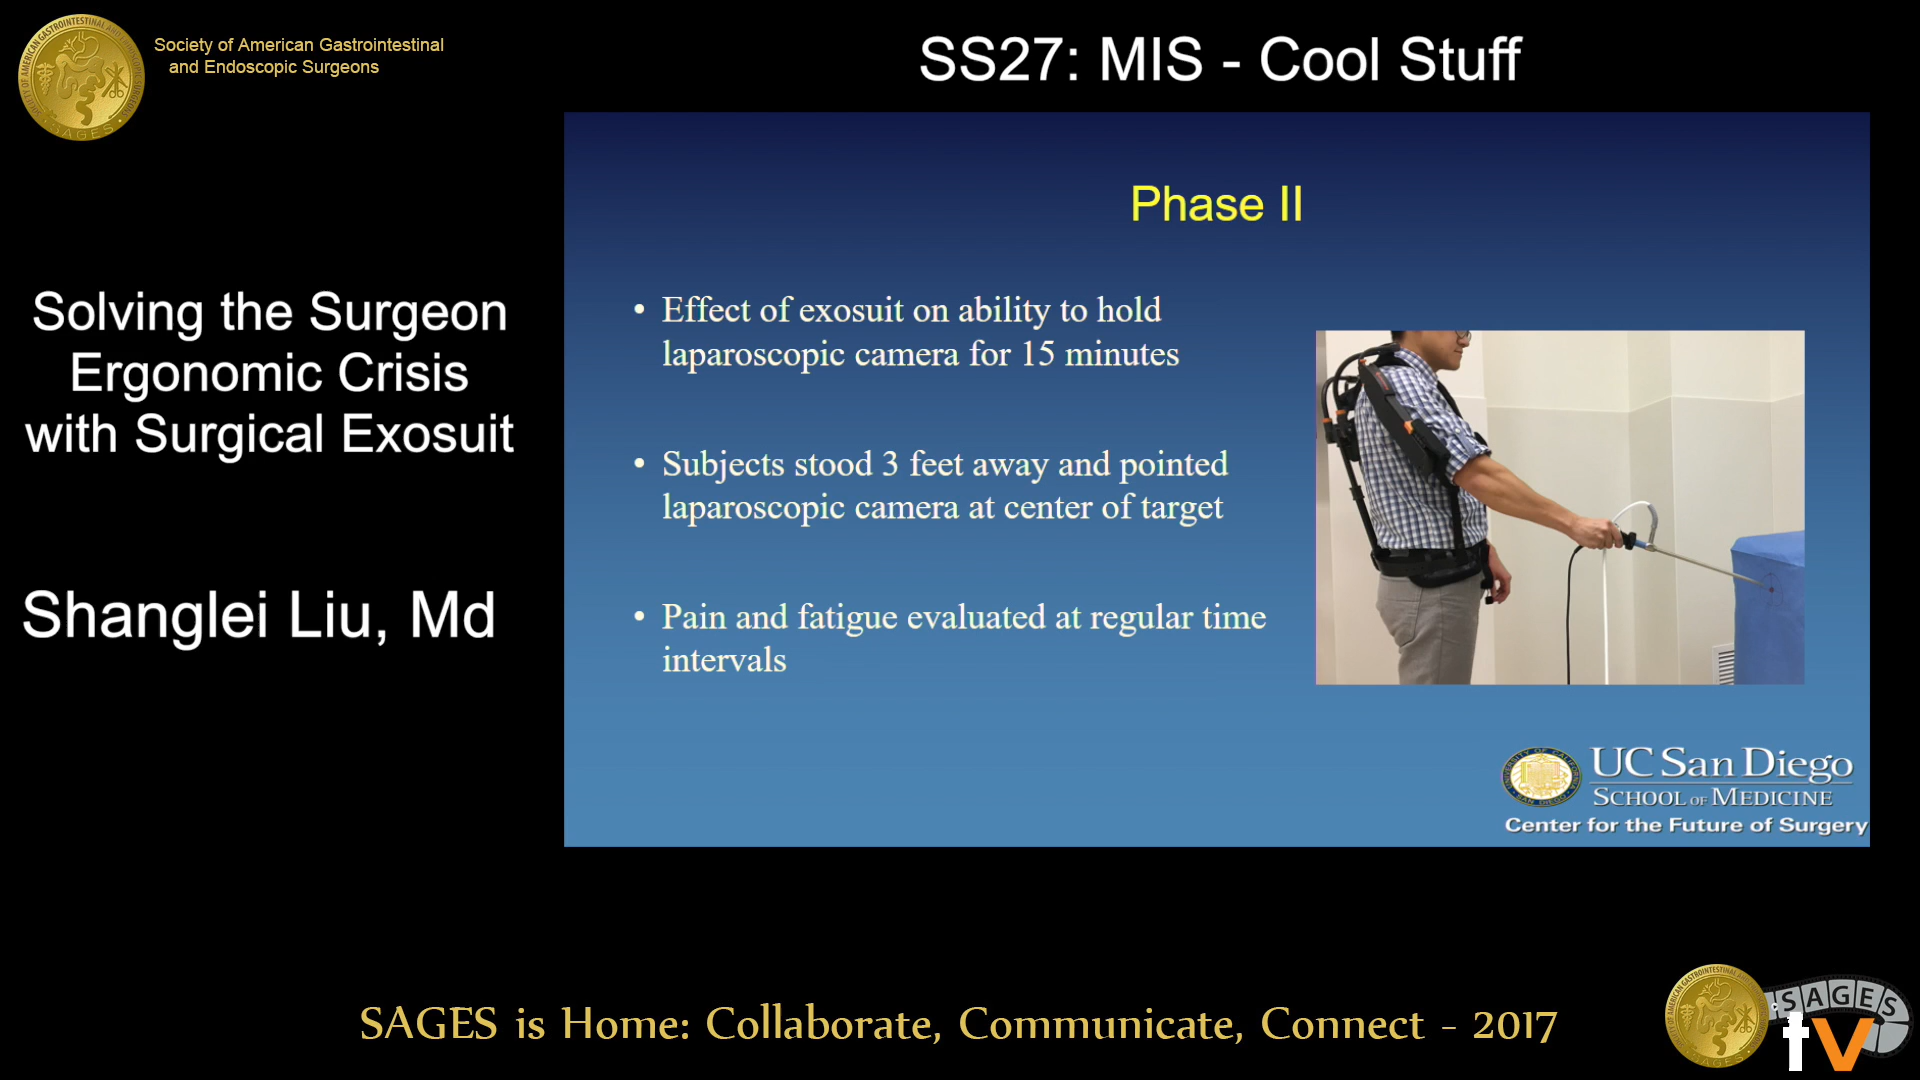 Society of American Gastrointestinal
and Endoscopic Surgeons
SS27: MIS - Cool Stuff
Solving the Surgeon
Ergonomic Crisis
with Surgical Exosuit
Shanglei Liu, Md
Phase II
• Effect of exosuit on ability to hold
laparoscopic camera for 15 minutes
• Subjects stood 3 feet away and pointed
laparoscopic camera at center of target
• Pain and fatigue evaluated at regular time
intervals
UC San Diego
SCHOOL OF MEDICINE
Center for the Future of Surgery
SAGES is Home: Collaborate, Communicate, Connect - 2017
SAGES
tv